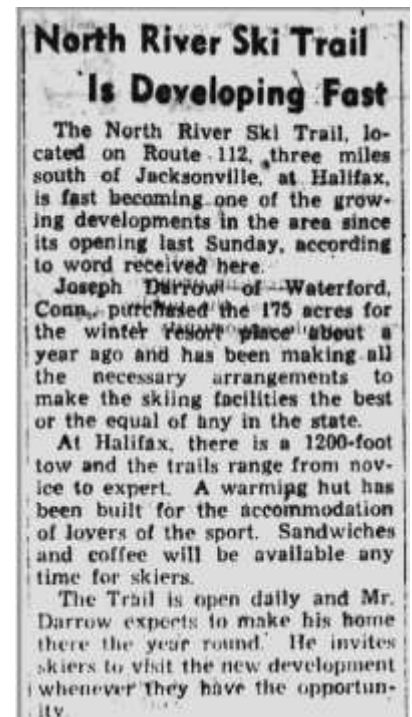 North River Ski Trail
Is Developing Fast
The North River Ski Trail, lo-
cated on Route 112, three miles
south of Jacksonville, at Halifax,
is fast becoming one of the grow-
ing developments in the area since
its opening last Sunday, according
to word received here.
Joseph Darrow of Waterford,
Conn., purchased the 175 acres for
the winter resort place about a
year ago and has been making all
the necessary arrangements to
make the skiing facilities the best
or the equal of any in the state.
At Halifax, there is a 1200-foot
tow and the trails range from nov-
ice to expert. A warming hut has
been built for the accommodation
of lovers of the sport. Sandwiches
and coffee will be available any
time for skiers.
The Trail is open daily and Mr.
Darrow expects to make his home
there the year round. He invites
skiers to visit the new development
whenever they have the opportun-
ity.